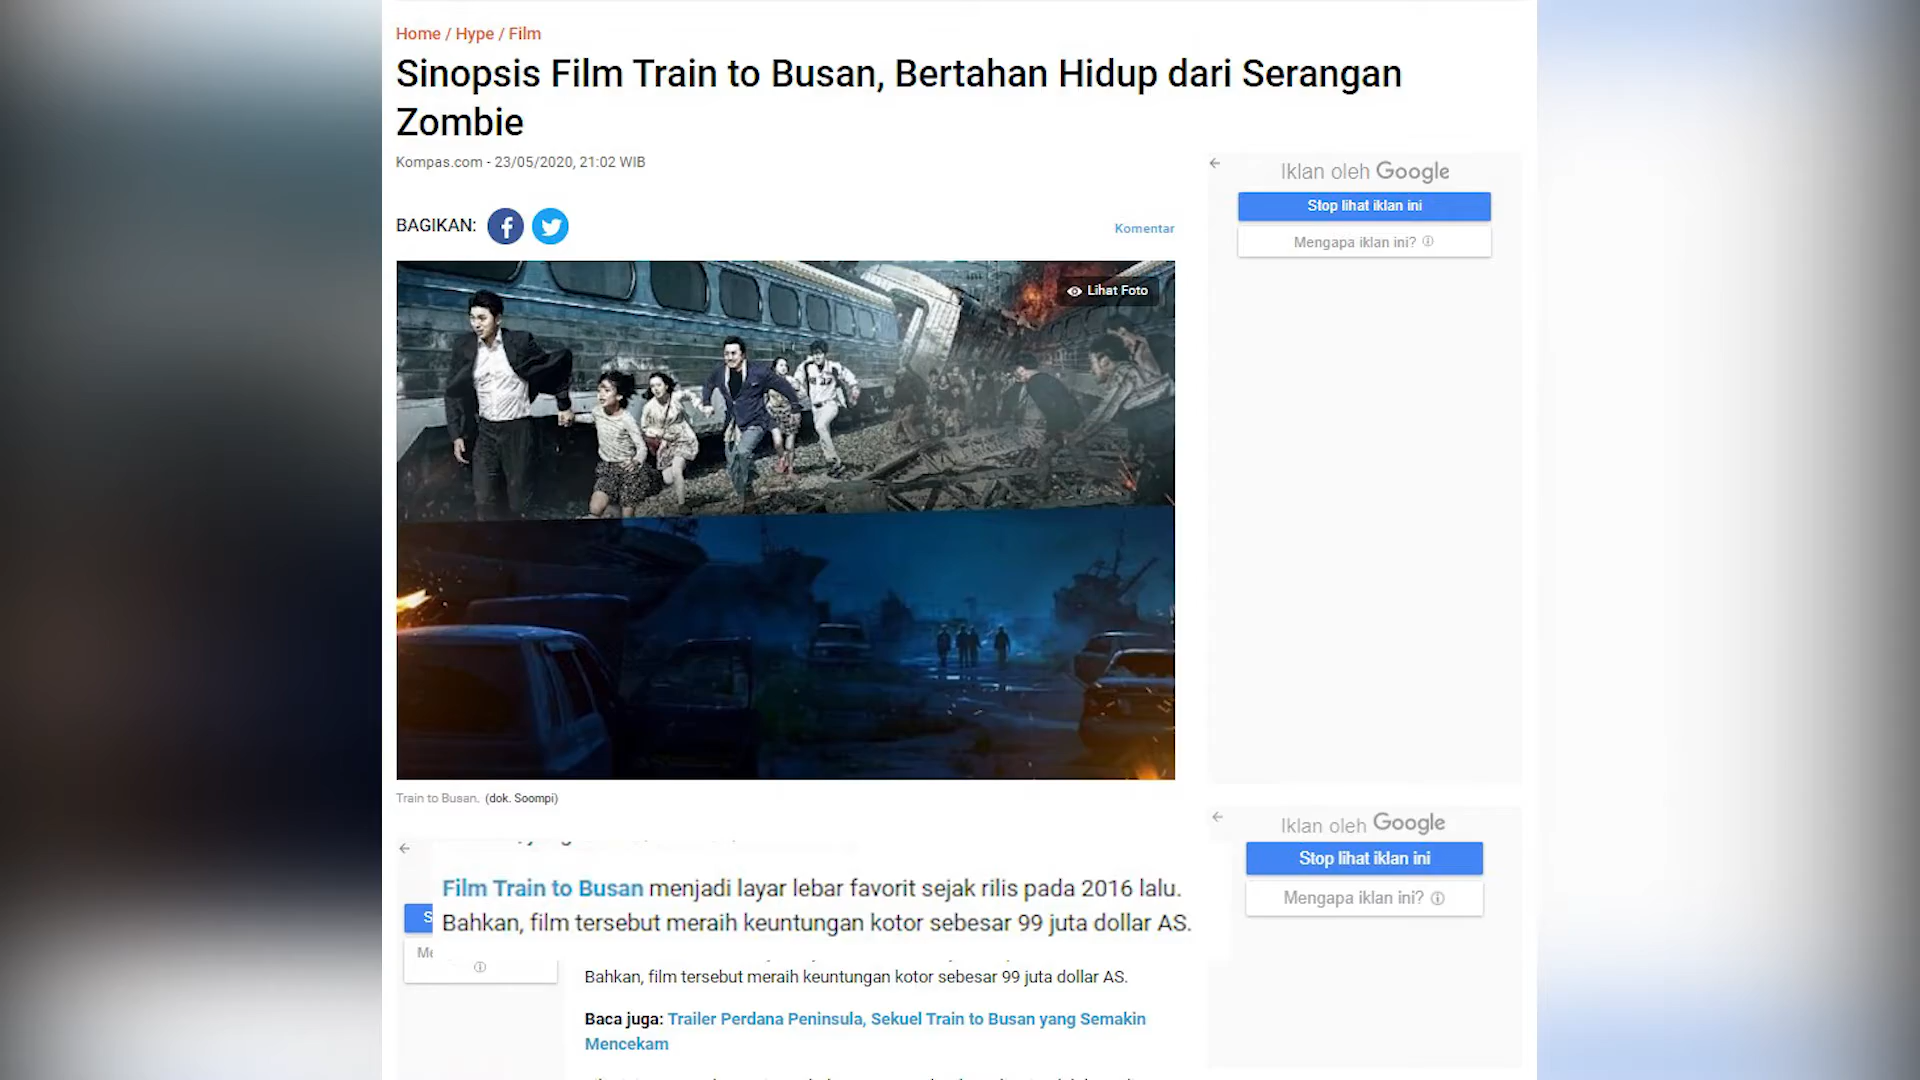 Home / Hype / Film
Sinopsis Film Train to Busan, Bertahan Hidup dari Serangan
Zombie
Kompas.com - 23/05/2020, 21:02 WIB
BAGIKAN:
Komentar
Lihat Foto
Train to Busan. (dok. Soompi)
Iklan oleh Google
Stop lihat iklan ini
Mengapa iklan ini?
Film Train to Busan menjadi layar lebar favorit sejak rilis pada 2016 lalu.
Bahkan, film tersebut meraih keuntungan kotor sebesar 99 juta dollar AS.
Bahkan, film tersebut meraih keuntungan kotor sebesar 99 juta dollar AS.
Baca juga: Trailer Perdana Peninsula, Sekuel Train to Busan yang Semakin
Mencekam
Iklan oleh Google
Stop lihat iklan ini
Mengapa iklan ini?